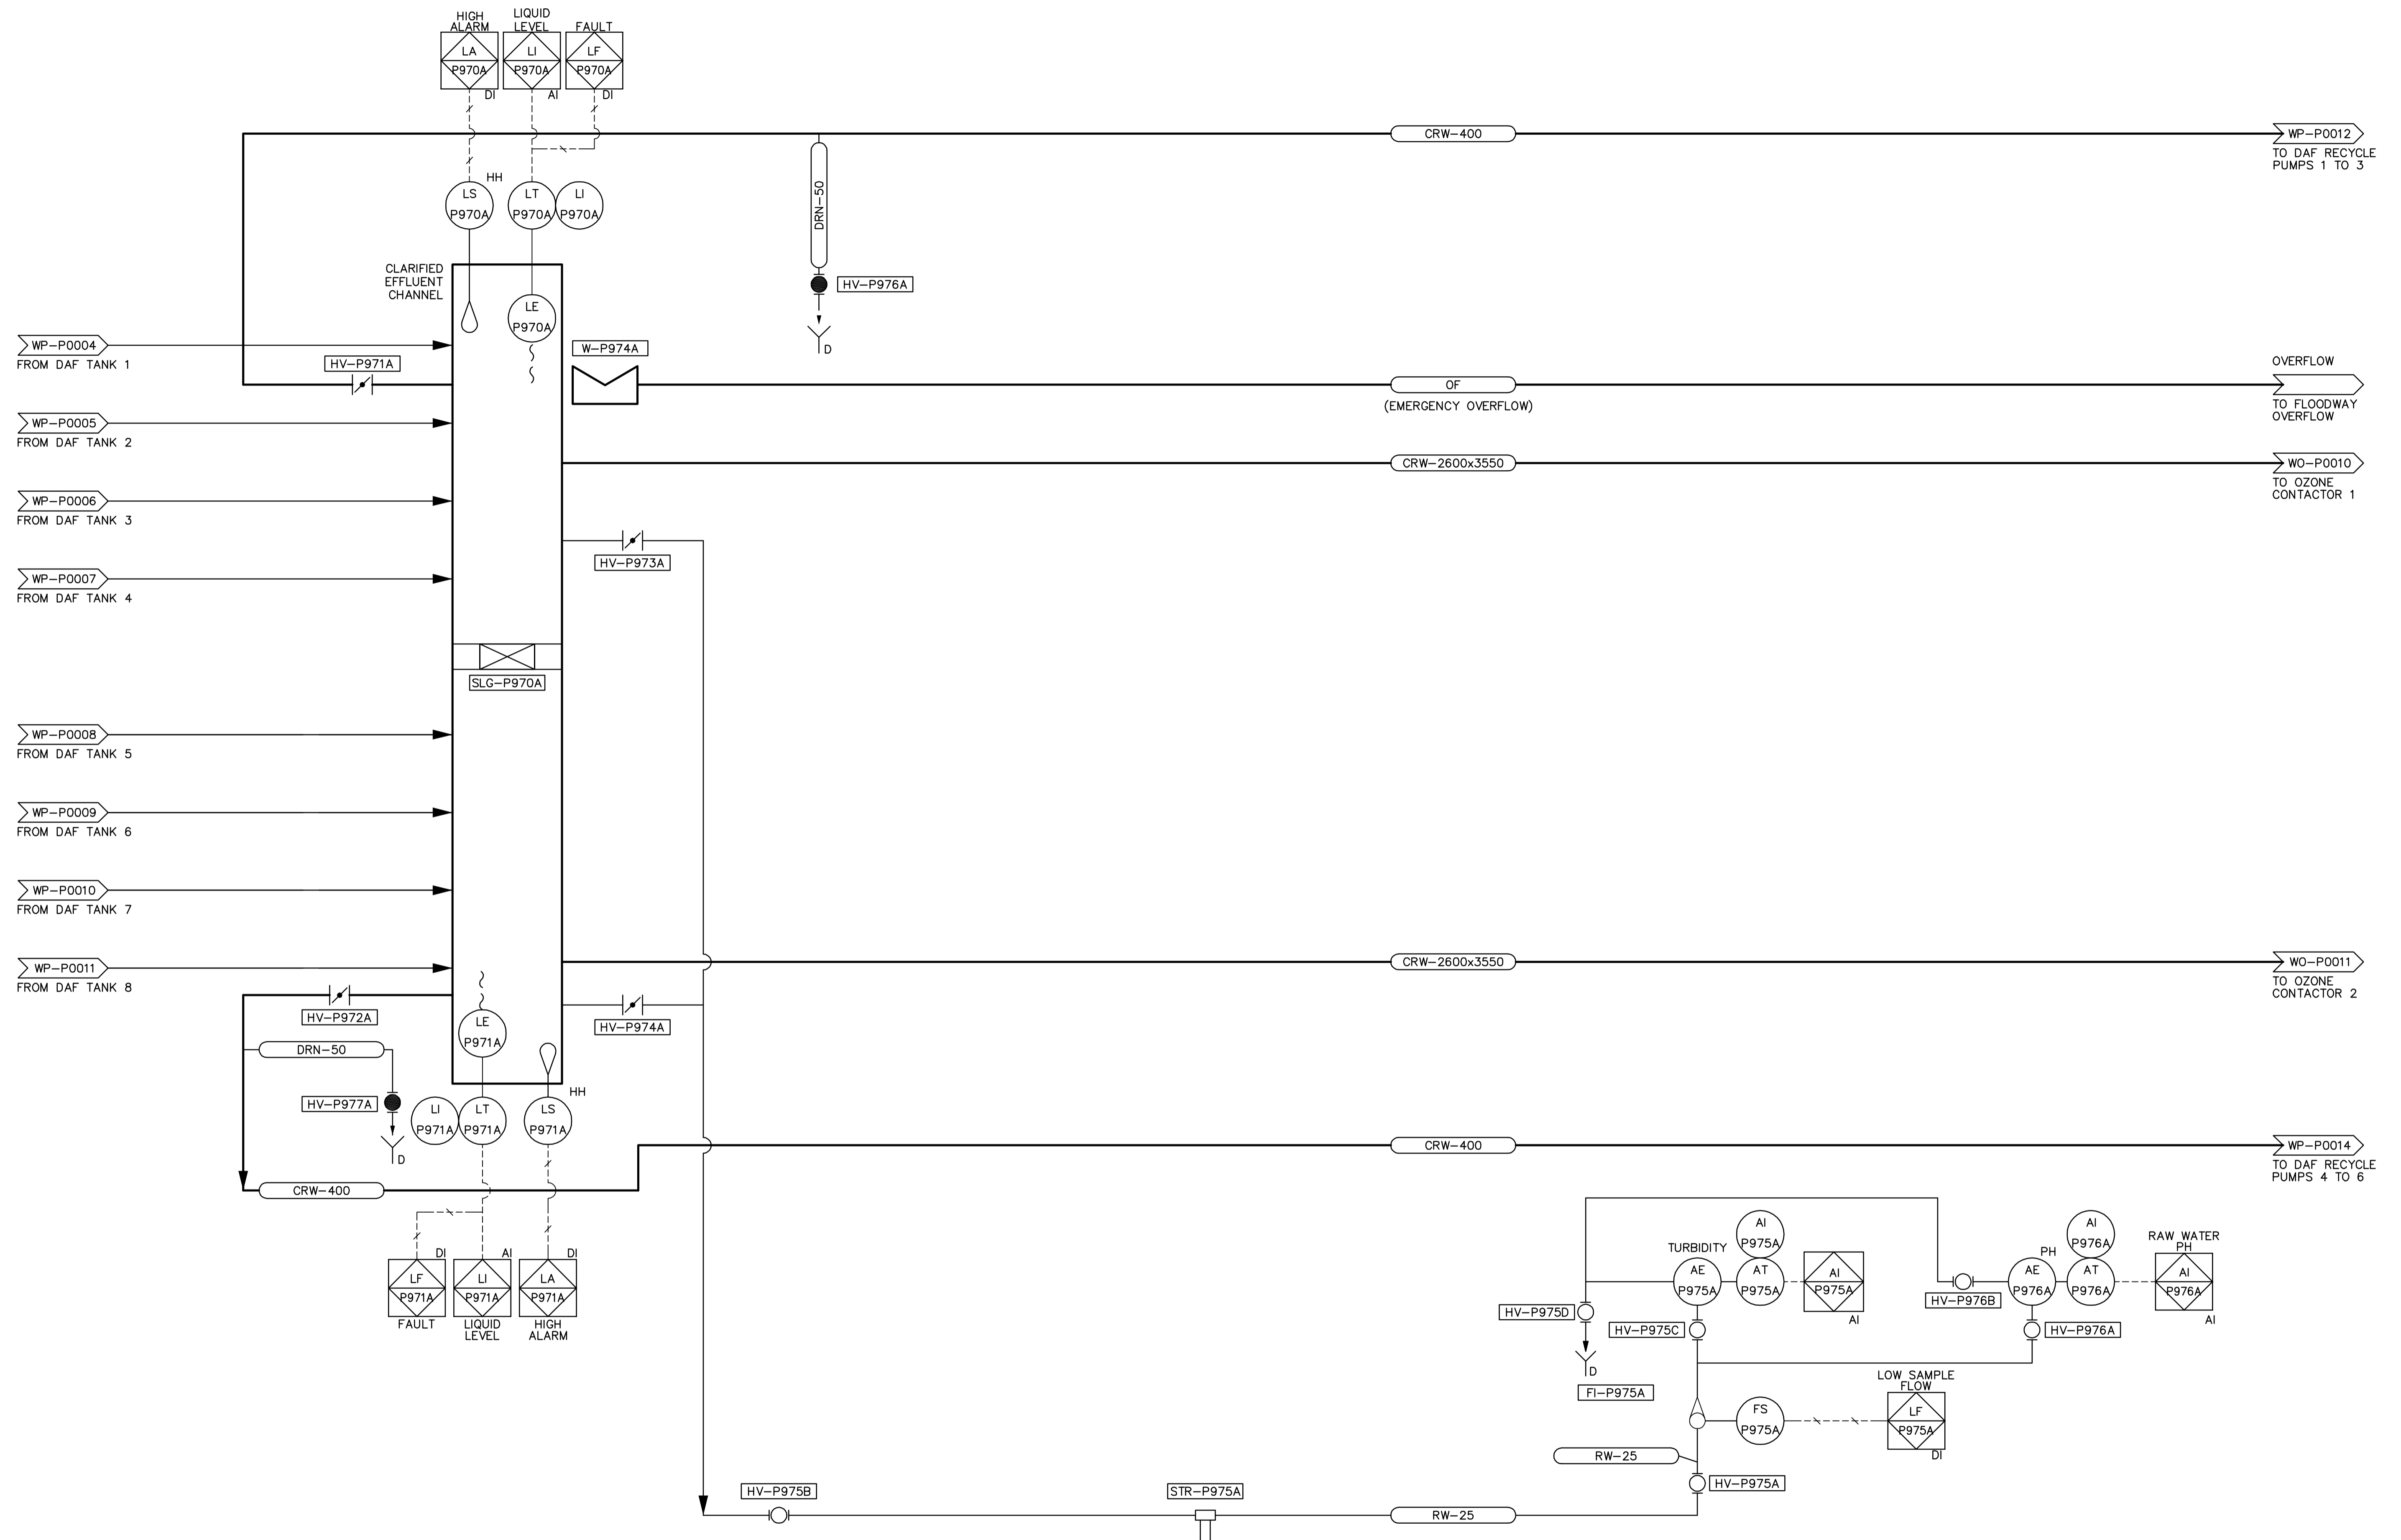 HIGH
ALARM
LA
P970A
DI
LIQUID
LEVEL
LI
P970A
AI
FAULT
LF
P970A
DI
CRW-400
WP-P0012
TO DAF RECYCLE
PUMPS 1 TO 3
HH
LS
P970A
LT
P970A
LI
P970A
DRN-50
HV-P976A
D
CLARIFIED
EFFLUENT
CHANNEL
LE
P970A
WP-P0004
FROM DAF TANK 1
HV-P971A
W-P974A
OF
(EMERGENCY OVERFLOW)
OVERFLOW
TO FLOODWAY
OVERFLOW
WP-P0005
FROM DAF TANK 2
CRW-2600x3550
WO-P0010
TO OZONE
CONTACTOR 1
WP-P0006
FROM DAF TANK 3
HV-P973A
WP-P0007
FROM DAF TANK 4
SLG-P970A
WP-P0008
FROM DAF TANK 5
WP-P0009
FROM DAF TANK 6
WP-P0010
FROM DAF TANK 7
WP-P0011
FROM DAF TANK 8
CRW-2600x3550
WO-P0011
TO OZONE
CONTACTOR 2
HV-P972A
HV-P974A
LE
P971A
DRN-50
HV-P977A
D
LI
P971A
LT
P971A
LS
P971A
HH
CRW-400
WP-P0014
TO DAF RECYCLE
PUMPS 4 TO 6
CRW-400
DI
LF
P971A
FAULT
AI
LI
P971A
LIQUID
LEVEL
DI
LA
P971A
HIGH
ALARM
TURBIDITY
AE
P975A
AI
P975A
AT
P975A
AI
P975A
AI
PH
AE
P976A
AI
P976A
AT
P976A
RAW WATER
PH
AI
P976A
AI
HV-P976B
HV-P975D
D
HV-P975C
HV-P976A
FI-P975A
LOW SAMPLE
FLOW
FS
P975A
LF
P975A
DI
RW-25
HV-P975A
HV-P975B
STR-P975A
RW-25